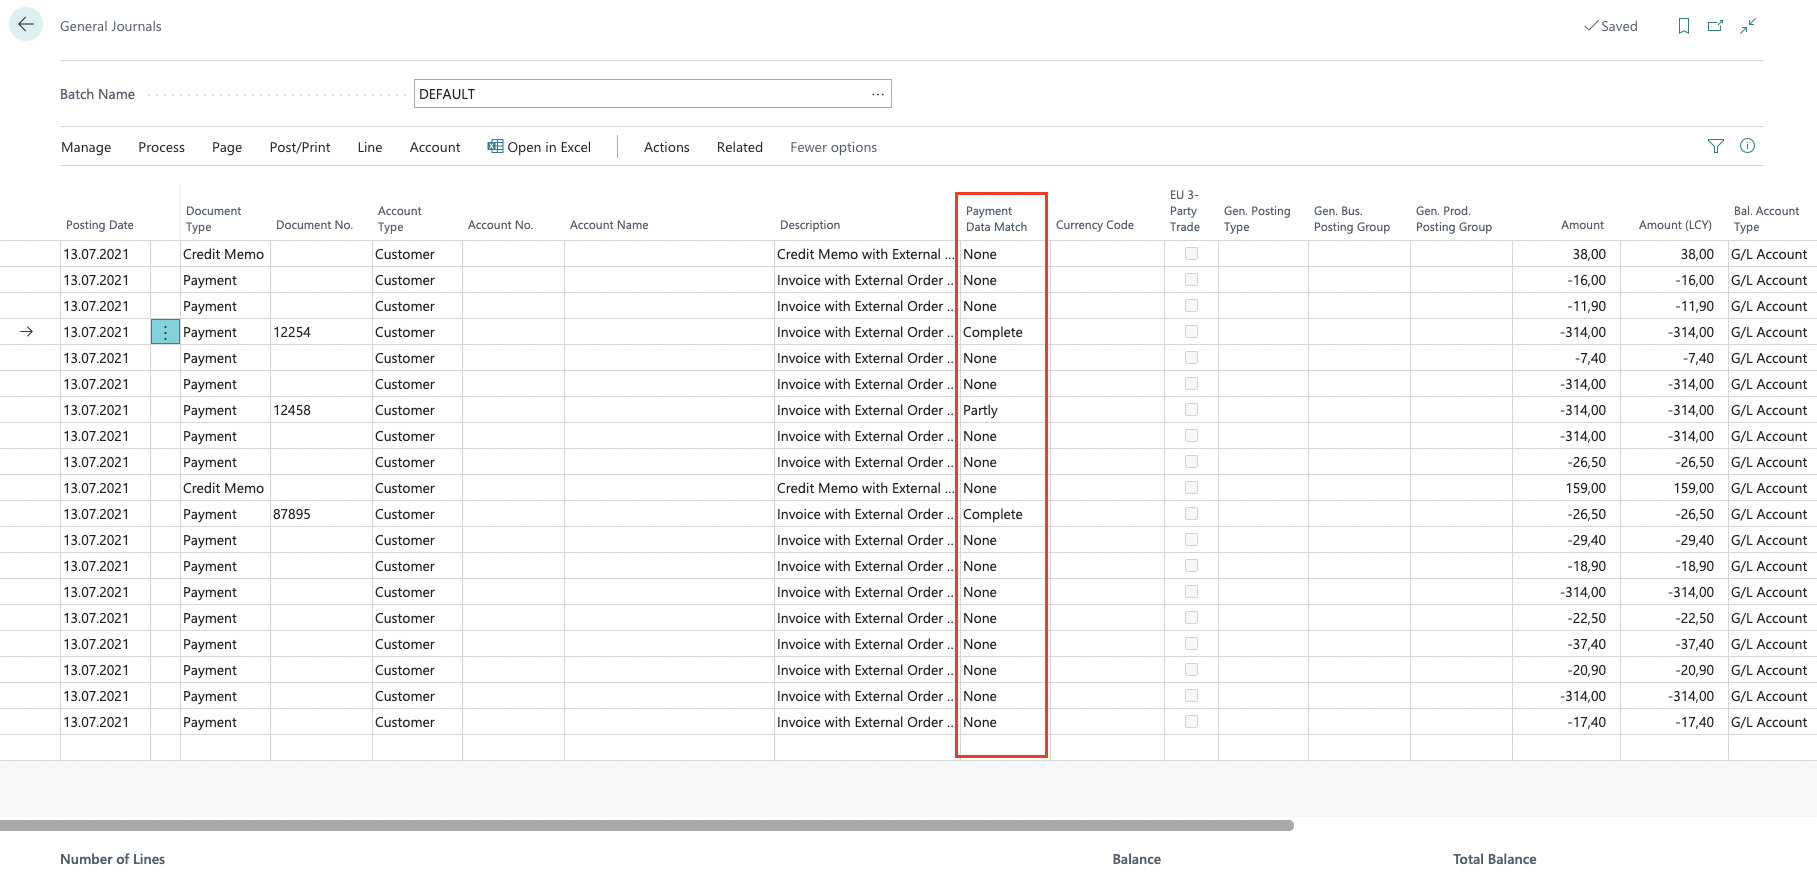 General Journals
Saved
Batch Name
DEFAULT ...
Manage Process Page Post/Print Line Account Open in Excel Actions Related Fewer options
Posting Date Document Type Document No. Account Type Account No. Account Name Description Payment Data Match Currency Code EU 3-Party Trade Gen. Posting Type Gen. Bus. Posting Group Gen. Prod. Posting Group Amount Amount (LCY) Bal. Account Type
13.07.2021 Credit Memo Customer Credit Memo with External ... None 38,00 38,00 G/L Account
13.07.2021 Payment Customer Invoice with External Order ... None -16,00 -16,00 G/L Account
13.07.2021 Payment Customer Invoice with External Order ... None -11,90 -11,90 G/L Account
13.07.2021 Payment 12254 Customer Invoice with External Order ... Complete -314,00 -314,00 G/L Account
13.07.2021 Payment Customer Invoice with External Order ... None -7,40 -7,40 G/L Account
13.07.2021 Payment Customer Invoice with External Order ... None -314,00 -314,00 G/L Account
13.07.2021 Payment 12458 Customer Invoice with External Order ... Partly -314,00 -314,00 G/L Account
13.07.2021 Payment Customer Invoice with External Order ... None -314,00 -314,00 G/L Account
13.07.2021 Payment Customer Invoice with External Order ... None -26,50 -26,50 G/L Account
13.07.2021 Credit Memo Customer Credit Memo with External ... None 159,00 159,00 G/L Account
13.07.2021 Payment 87895 Customer Invoice with External Order ... Complete -26,50 -26,50 G/L Account
13.07.2021 Payment Customer Invoice with External Order ... None -29,40 -29,40 G/L Account
13.07.2021 Payment Customer Invoice with External Order ... None -18,90 -18,90 G/L Account
13.07.2021 Payment Customer Invoice with External Order ... None -314,00 -314,00 G/L Account
13.07.2021 Payment Customer Invoice with External Order ... None -22,50 -22,50 G/L Account
13.07.2021 Payment Customer Invoice with External Order ... None -37,40 -37,40 G/L Account
13.07.2021 Payment Customer Invoice with External Order ... None -20,90 -20,90 G/L Account
13.07.2021 Payment Customer Invoice with External Order ... None -314,00 -314,00 G/L Account
13.07.2021 Payment Customer Invoice with External Order ... None -17,40 -17,40 G/L Account
Number of Lines Balance Total Balance